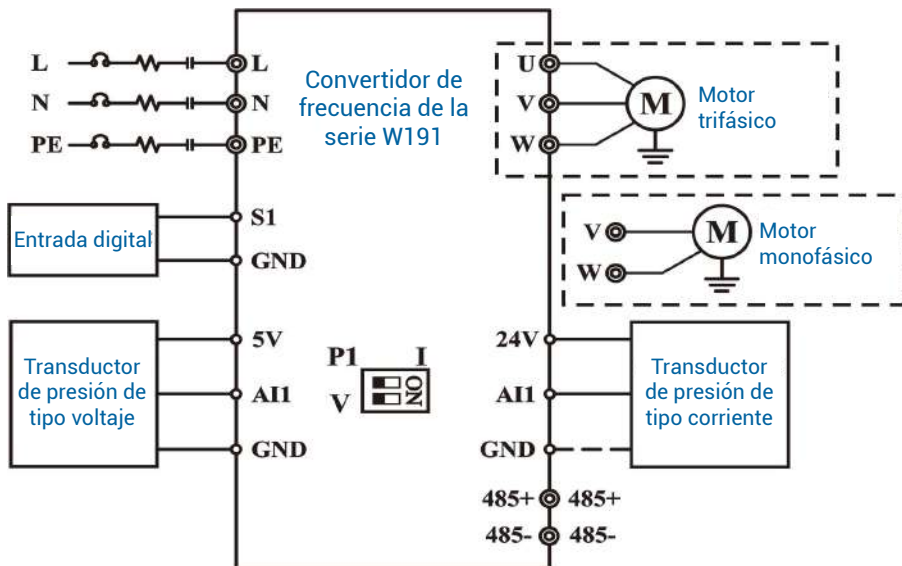 L
L
N
N
PE
PE
Convertidor de
frecuencia de la
serie W191
U
V
W
M
Motor
trifásico
Entrada digital
S1
GND
V
W
M
Motor
monofásico
Transductor
de presión de
tipo voltaje
5V
AI1
GND
P1
I
V
ON
24V
AI1
GND
Transductor
de presión de
tipo corriente
485+
485+
485-
485-